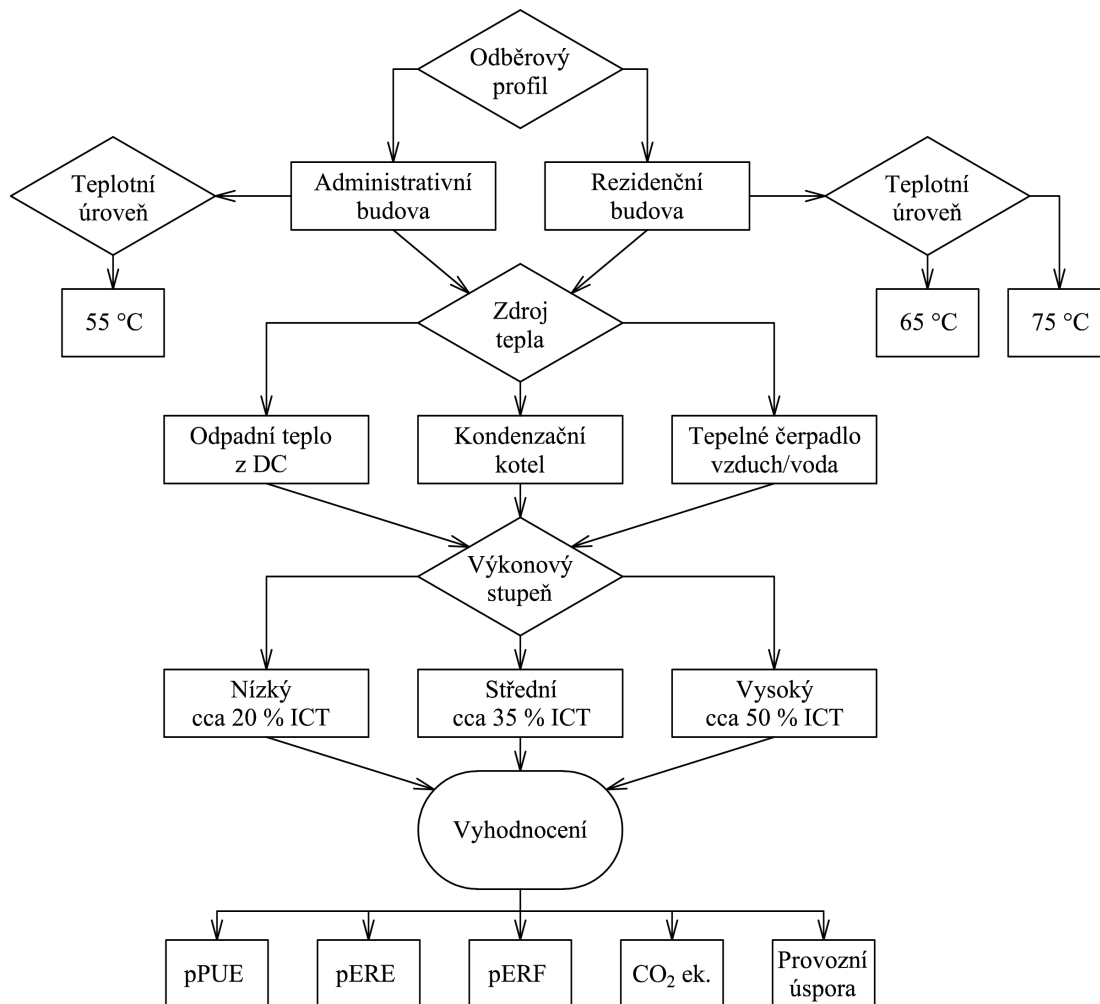 Odběrový
profil
Teplotní
úroveň
Administrativní
budova
Rezidenční
budova
Teplotní
úroveň
55 °C
Zdroj
tepla
65 °C
75 °C
Odpadní teplo
z DC
Kondenzační
kotel
Tepelné čerpadlo
vzduch/voda
Výkonový
stupeň
Nízký
cca 20 % ICT
Střední
cca 35 % ICT
Vysoký
cca 50 % ICT
Vyhodnocení
pPUE
pERE
pERF
CO₂ ek.
Provozní
úspora